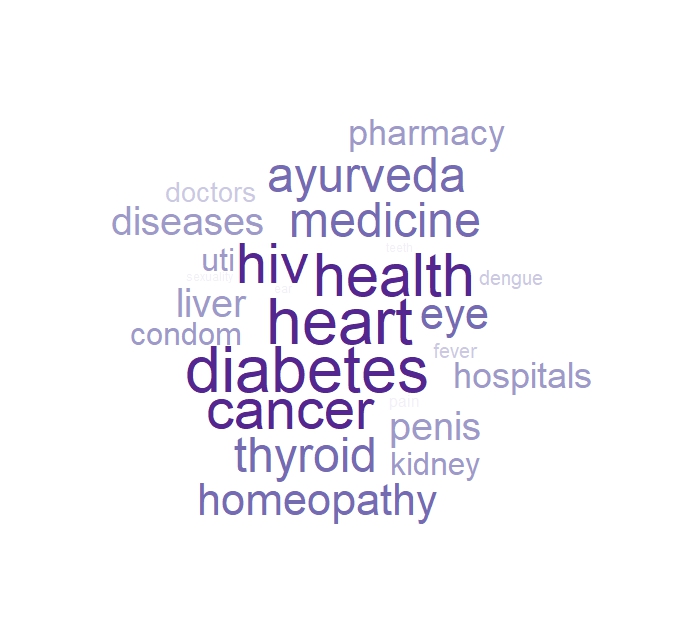 pharmacy
ayurveda
doctors
diseases medicine
teeth
uti hiv health dengue
sexuality
liver heart eye
condom
fever
diabetes hospitals
cancer pain
penis
thyroid kidney
homeopathy